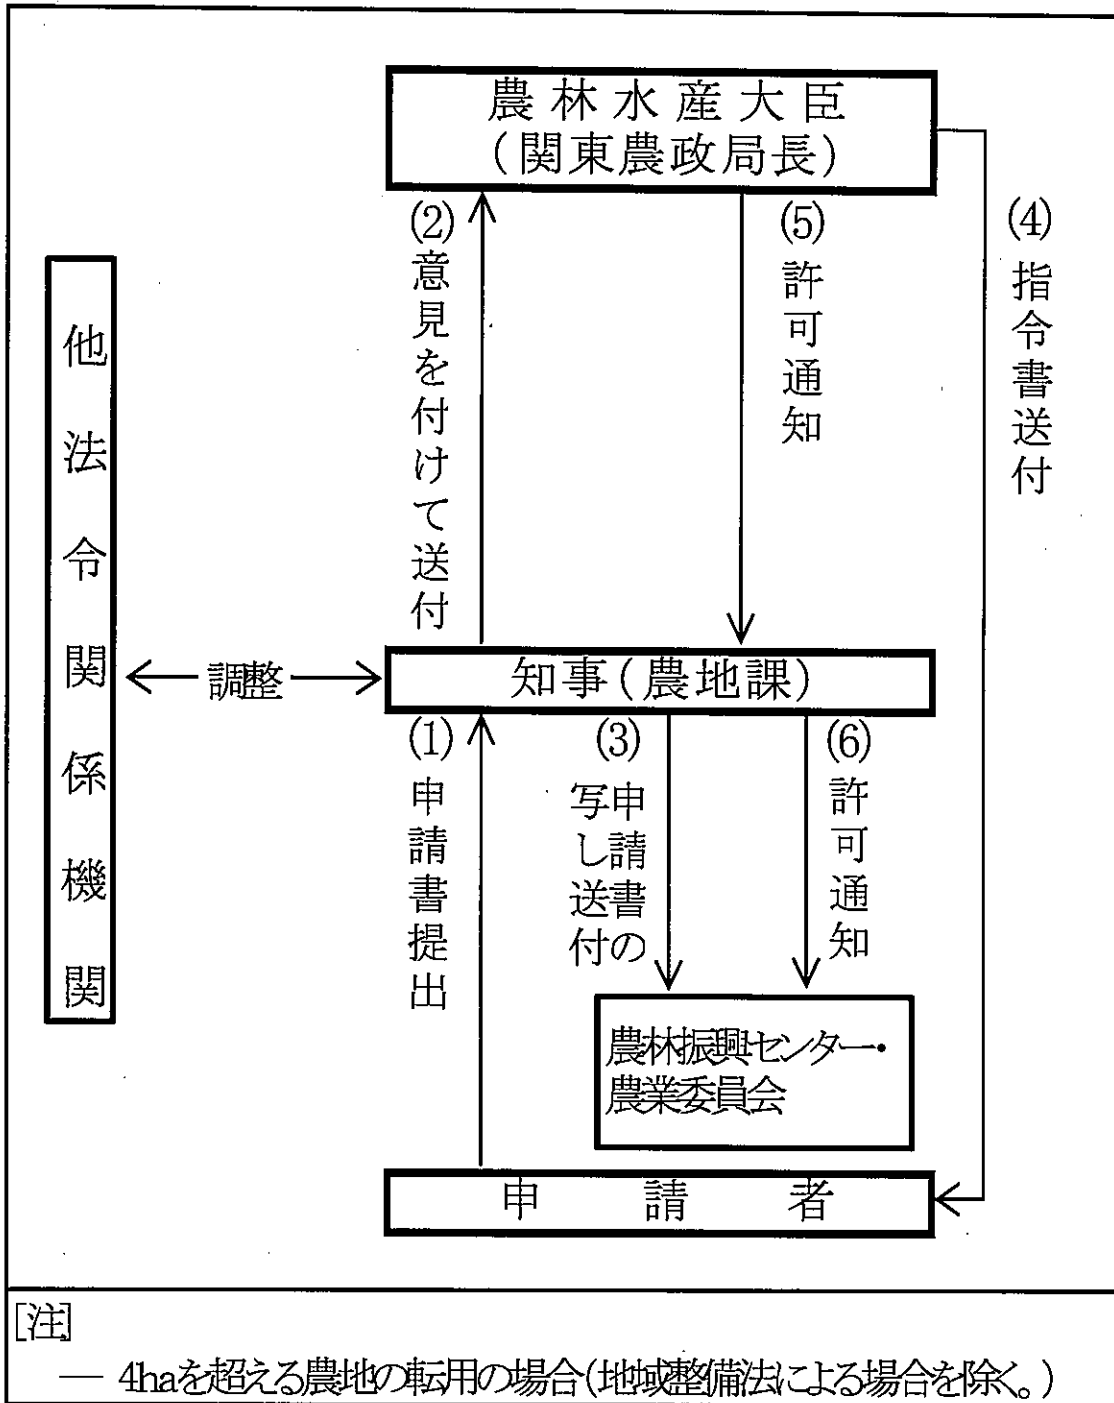 農林水産大臣
(関東農政局長)
(2)意見を付けて送付
(5)許可通知
(4)指令書送付
他法令関係機関
調整
知事(農地課)
(1)申請書提出
(3)申請書の
写し送付
(6)許可通知
農林振興センター・
農業委員会
申請者
[注]
― 4haを超える農地の転用の場合(地域整備法による場合を除く。)